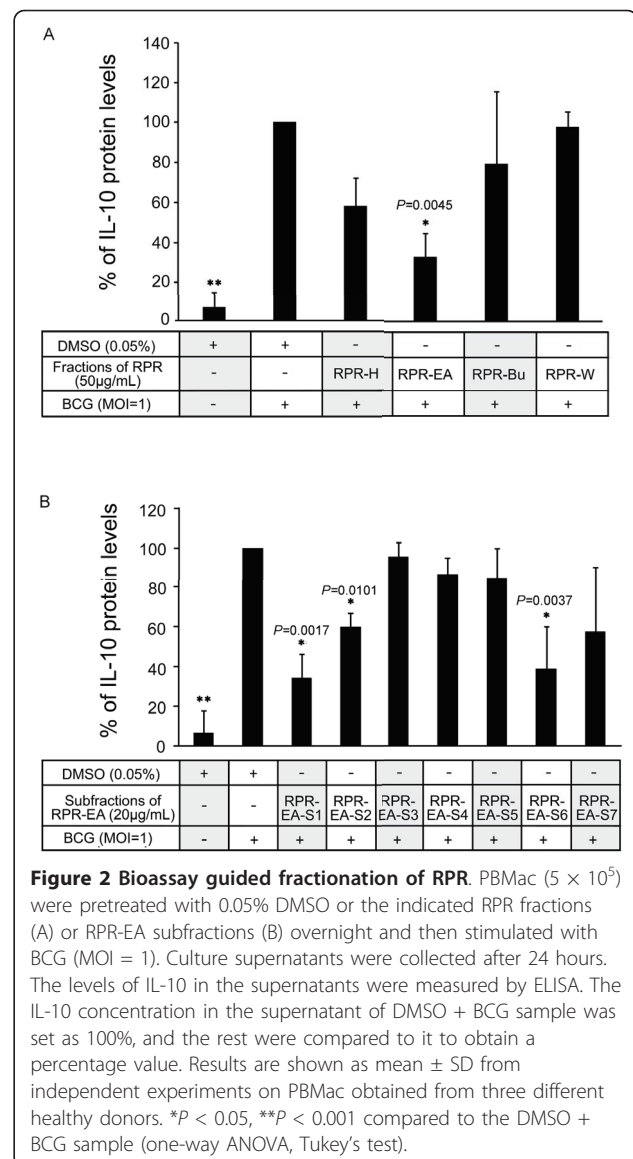 A
% of IL-10 protein levels
140
120
100
80
60
40
20
0
**
P=0.0045
*
DMSO (0.05%) + + - - - -
Fractions of RPR
(50µg/mL) - - RPR-H RPR-EA RPR-Bu RPR-W
BCG (MOI=1) - + + + + +
B
% of IL-10 protein levels
120
100
80
60
40
20
0
**
P=0.0017
*
P=0.0101
*
P=0.0037
*
DMSO (0.05%) + + - - - - - - -
Subfractions of
RPR-EA (20µg/mL) - - RPR-EA-S1 RPR-EA-S2 RPR-EA-S3 RPR-EA-S4 RPR-EA-S5 RPR-EA-S6 RPR-EA-S7
BCG (MOI=1) - + + + + + + + +
Figure 2 Bioassay guided fractionation of RPR. PBMac (5 × 10⁵)
were pretreated with 0.05% DMSO or the indicated RPR fractions
(A) or RPR-EA subfractions (B) overnight and then stimulated with
BCG (MOI = 1). Culture supernatants were collected after 24 hours.
The levels of IL-10 in the supernatants were measured by ELISA. The
IL-10 concentration in the supernatant of DMSO + BCG sample was
set as 100%, and the rest were compared to it to obtain a
percentage value. Results are shown as mean ± SD from
independent experiments on PBMac obtained from three different
healthy donors. *P < 0.05, **P < 0.001 compared to the DMSO +
BCG sample (one-way ANOVA, Tukey's test).